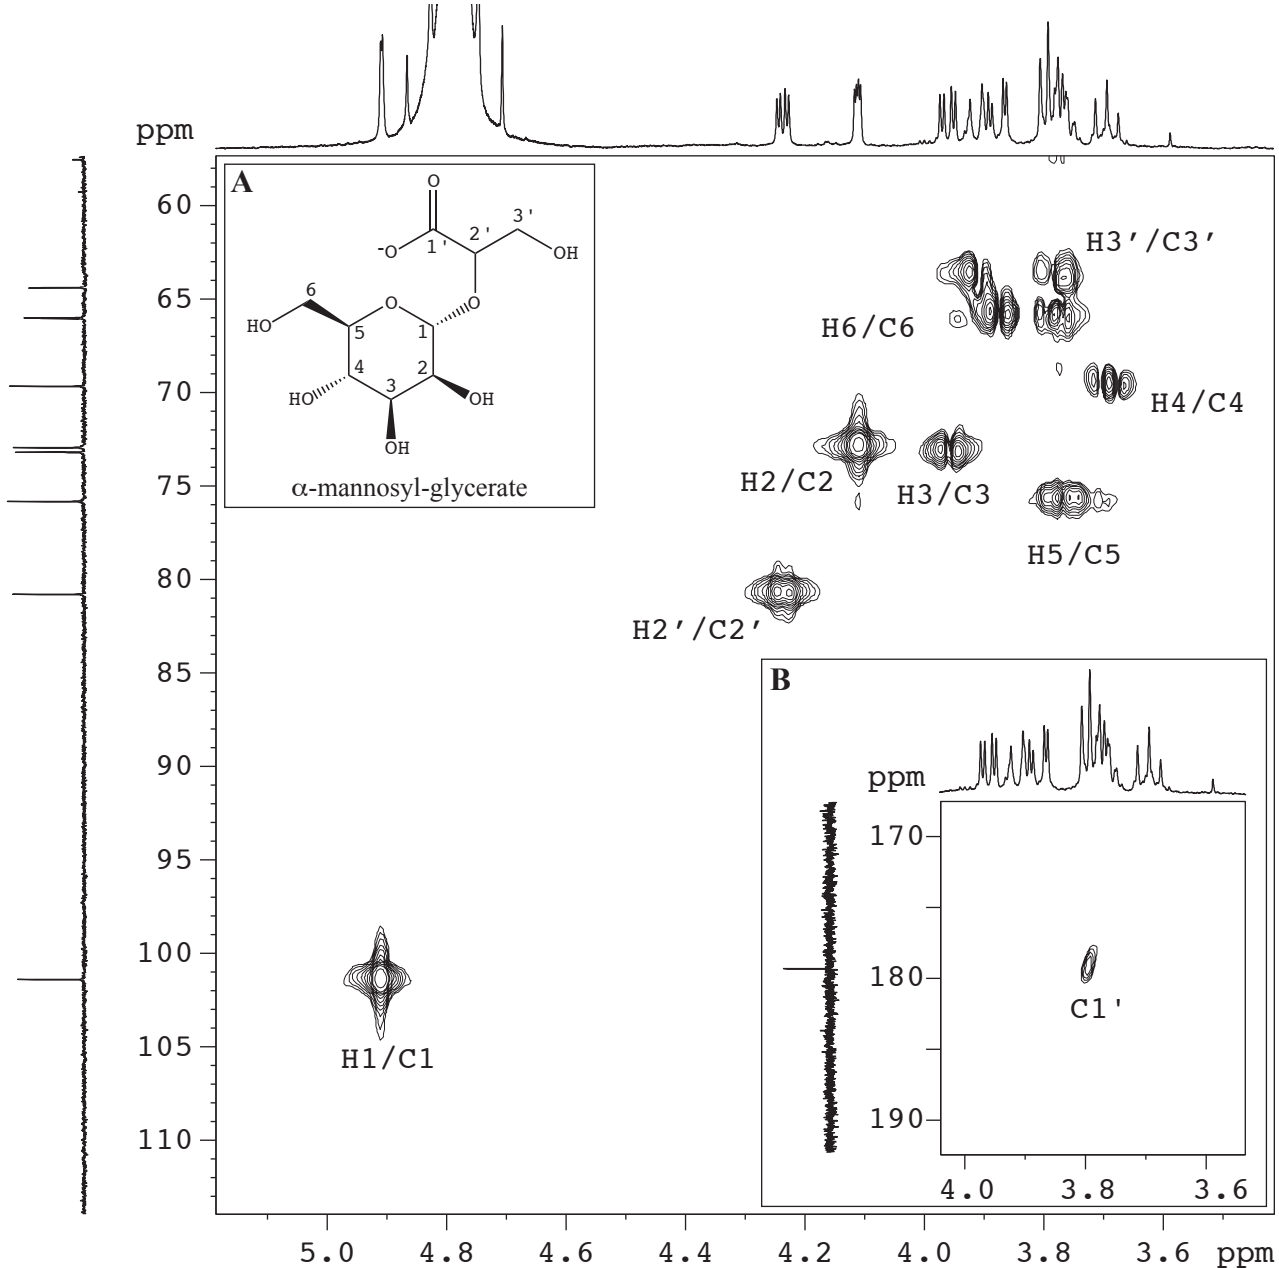 ppm
60
65
70
75
80
85
90
95
100
105
110
A
O
3'
2'
1'
-O
OH
6
O
O
HO
5
1
4
2
3
HO
OH
OH
α-mannosyl-glycerate
H3′/C3′
H6/C6
H4/C4
H2/C2
H3/C3
H5/C5
H2′/C2′
H1/C1
B
ppm
170
180
190
C1'
4.0 3.8 3.6
5.0 4.8 4.6 4.4 4.2 4.0 3.8 3.6 ppm